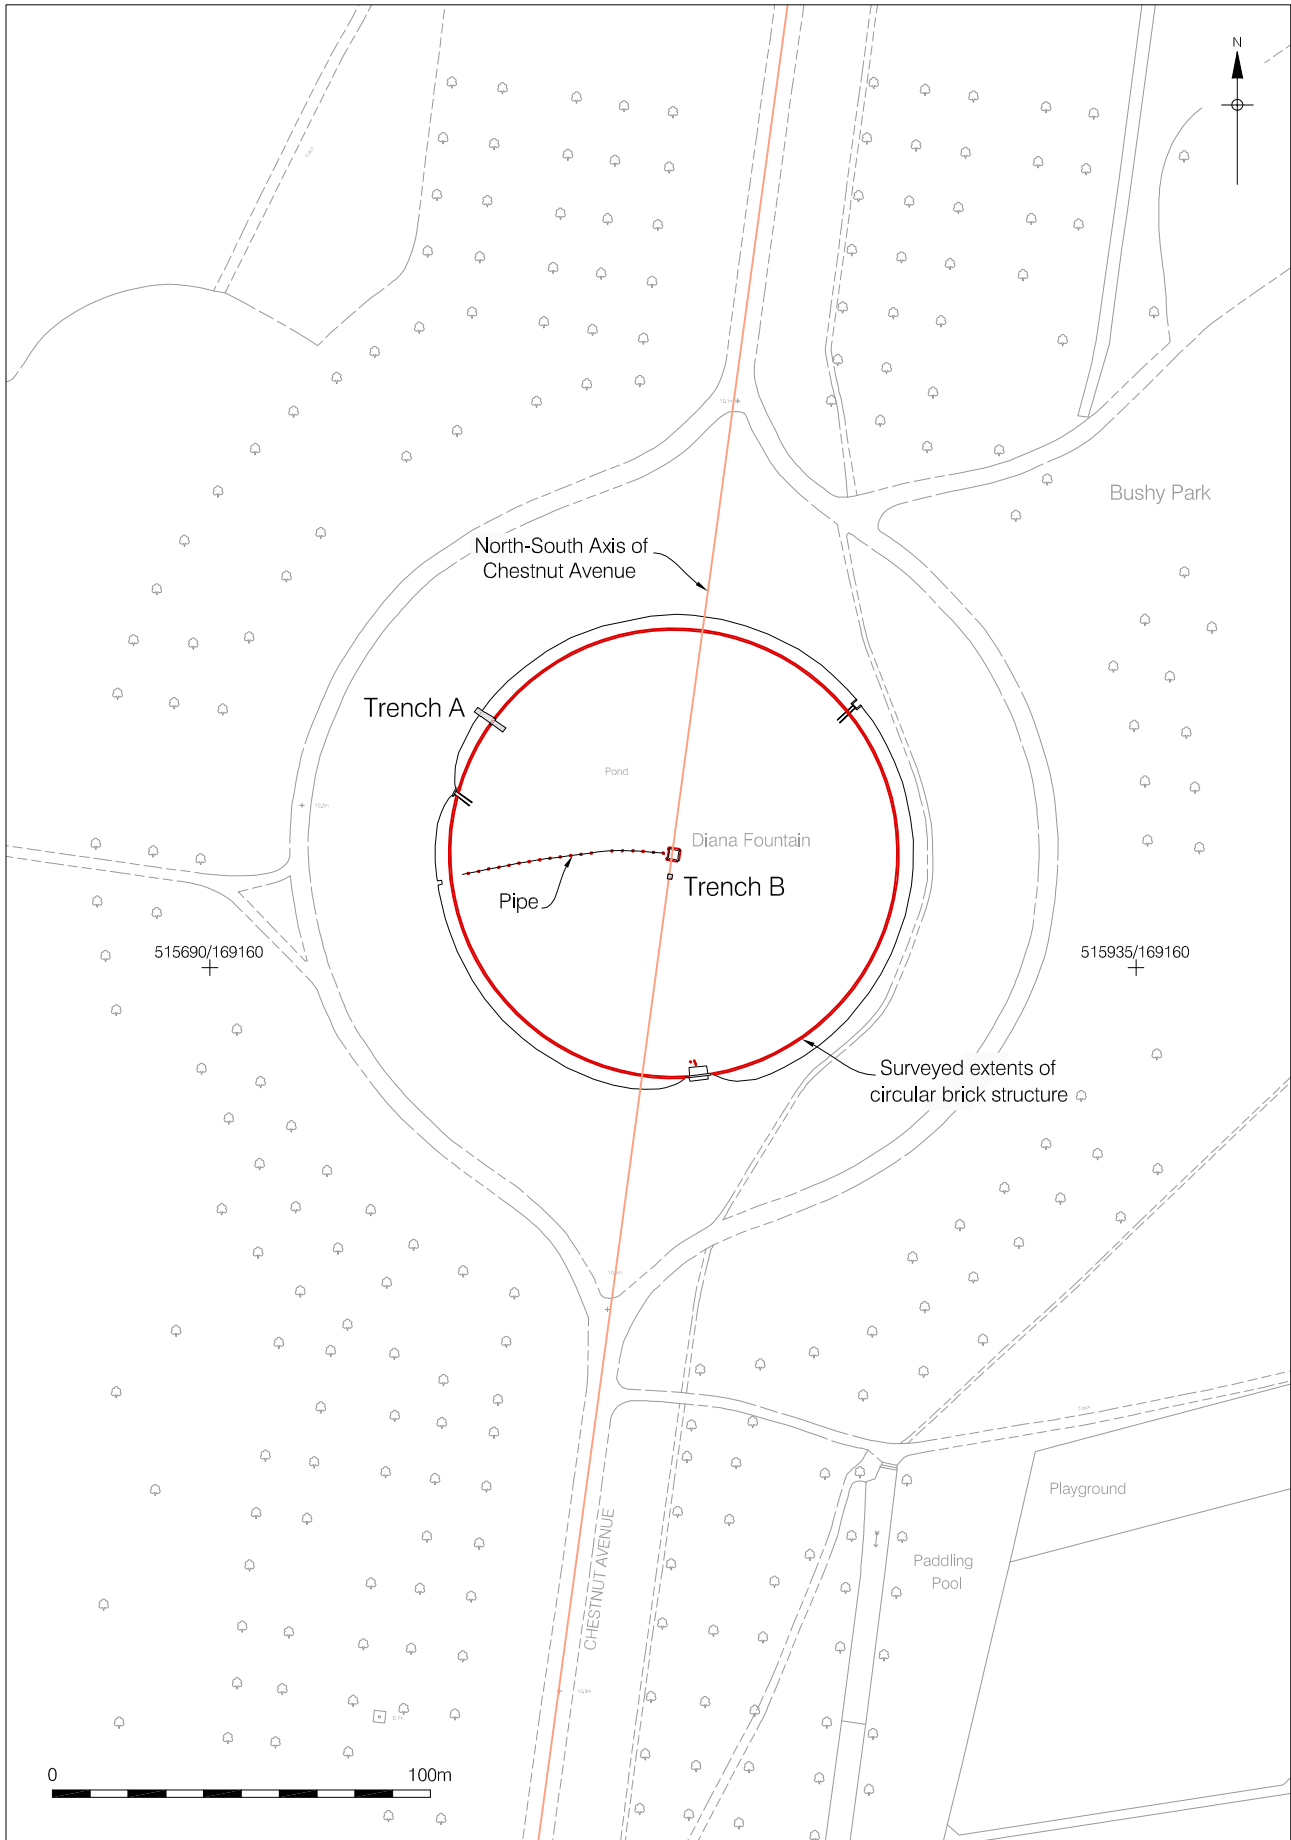 N
Bushy Park
North-South Axis of
Chestnut Avenue
Trench A
Pond
Diana Fountain
Trench B
Pipe
515690/169160
515935/169160
Surveyed extents of
circular brick structure
Track
Playground
Paddling
Pool
CHESTNUT AVENUE
0
100m